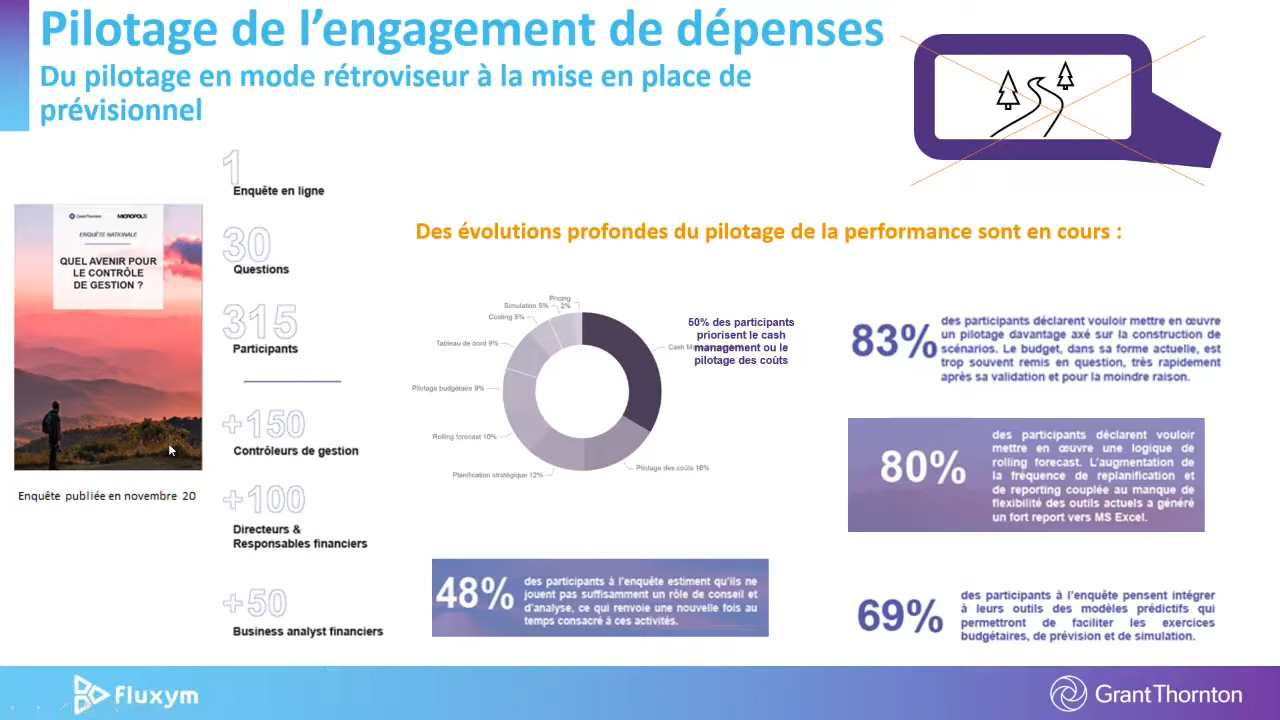 Pilotage de l’engagement de dépenses
Du pilotage en mode rétroviseur à la mise en place de
prévisionnel
GrantThornton
MICROPOLE
ENQUÊTE NATIONALE
QUEL AVENIR POUR
LE CONTRÔLE
DE GESTION ?
Enquête publiée en novembre 20
1
Enquête en ligne
30
Questions
315
Participants
+150
Contrôleurs de gestion
+100
Directeurs &
Responsables financiers
+50
Business analyst financiers
Des évolutions profondes du pilotage de la performance sont en cours :
Pricing
2%
Simulation 5%
Costing 5%
Tableau de bord 9%
Pilotage budgétaire 9%
Rolling forecast 10%
Planification stratégique 12%
Pilotage des coûts 16%
Cash
50% des participants
priorisent le cash
management ou le
pilotage des coûts
48%
des participants à l’enquête estiment qu’ils ne
jouent pas suffisamment un rôle de conseil et
d’analyse, ce qui renvoie une nouvelle fois au
temps consacré à ces activités.
83%
des participants déclarent vouloir mettre en œuvre
un pilotage davantage axé sur la construction de
scénarios. Le budget, dans sa forme actuelle, est
trop souvent remis en question, très rapidement
après sa validation et pour la moindre raison.
80%
des participants déclarent vouloir
mettre en œuvre une logique de
rolling forecast. L’augmentation de
la fréquence de replanification et
de reporting couplée au manque de
flexibilité des outils actuels a généré
un fort report vers MS Excel.
69%
des participants à l’enquête pensent intégrer
à leurs outils des modèles prédictifs qui
permettront de faciliter les exercices
budgétaires, de prévision et de simulation.
Fluxym
GrantThornton